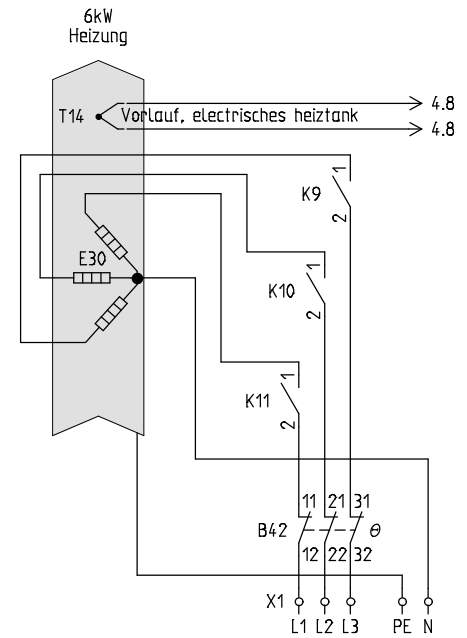 6kW
Heizung
T14
Vorlauf, electrisches heiztank
4.8
4.8
K9
1
2
E30
K10
1
2
K11
1
2
11 21 31
B42
θ
12 22 32
X1
L1 L2 L3 PE N